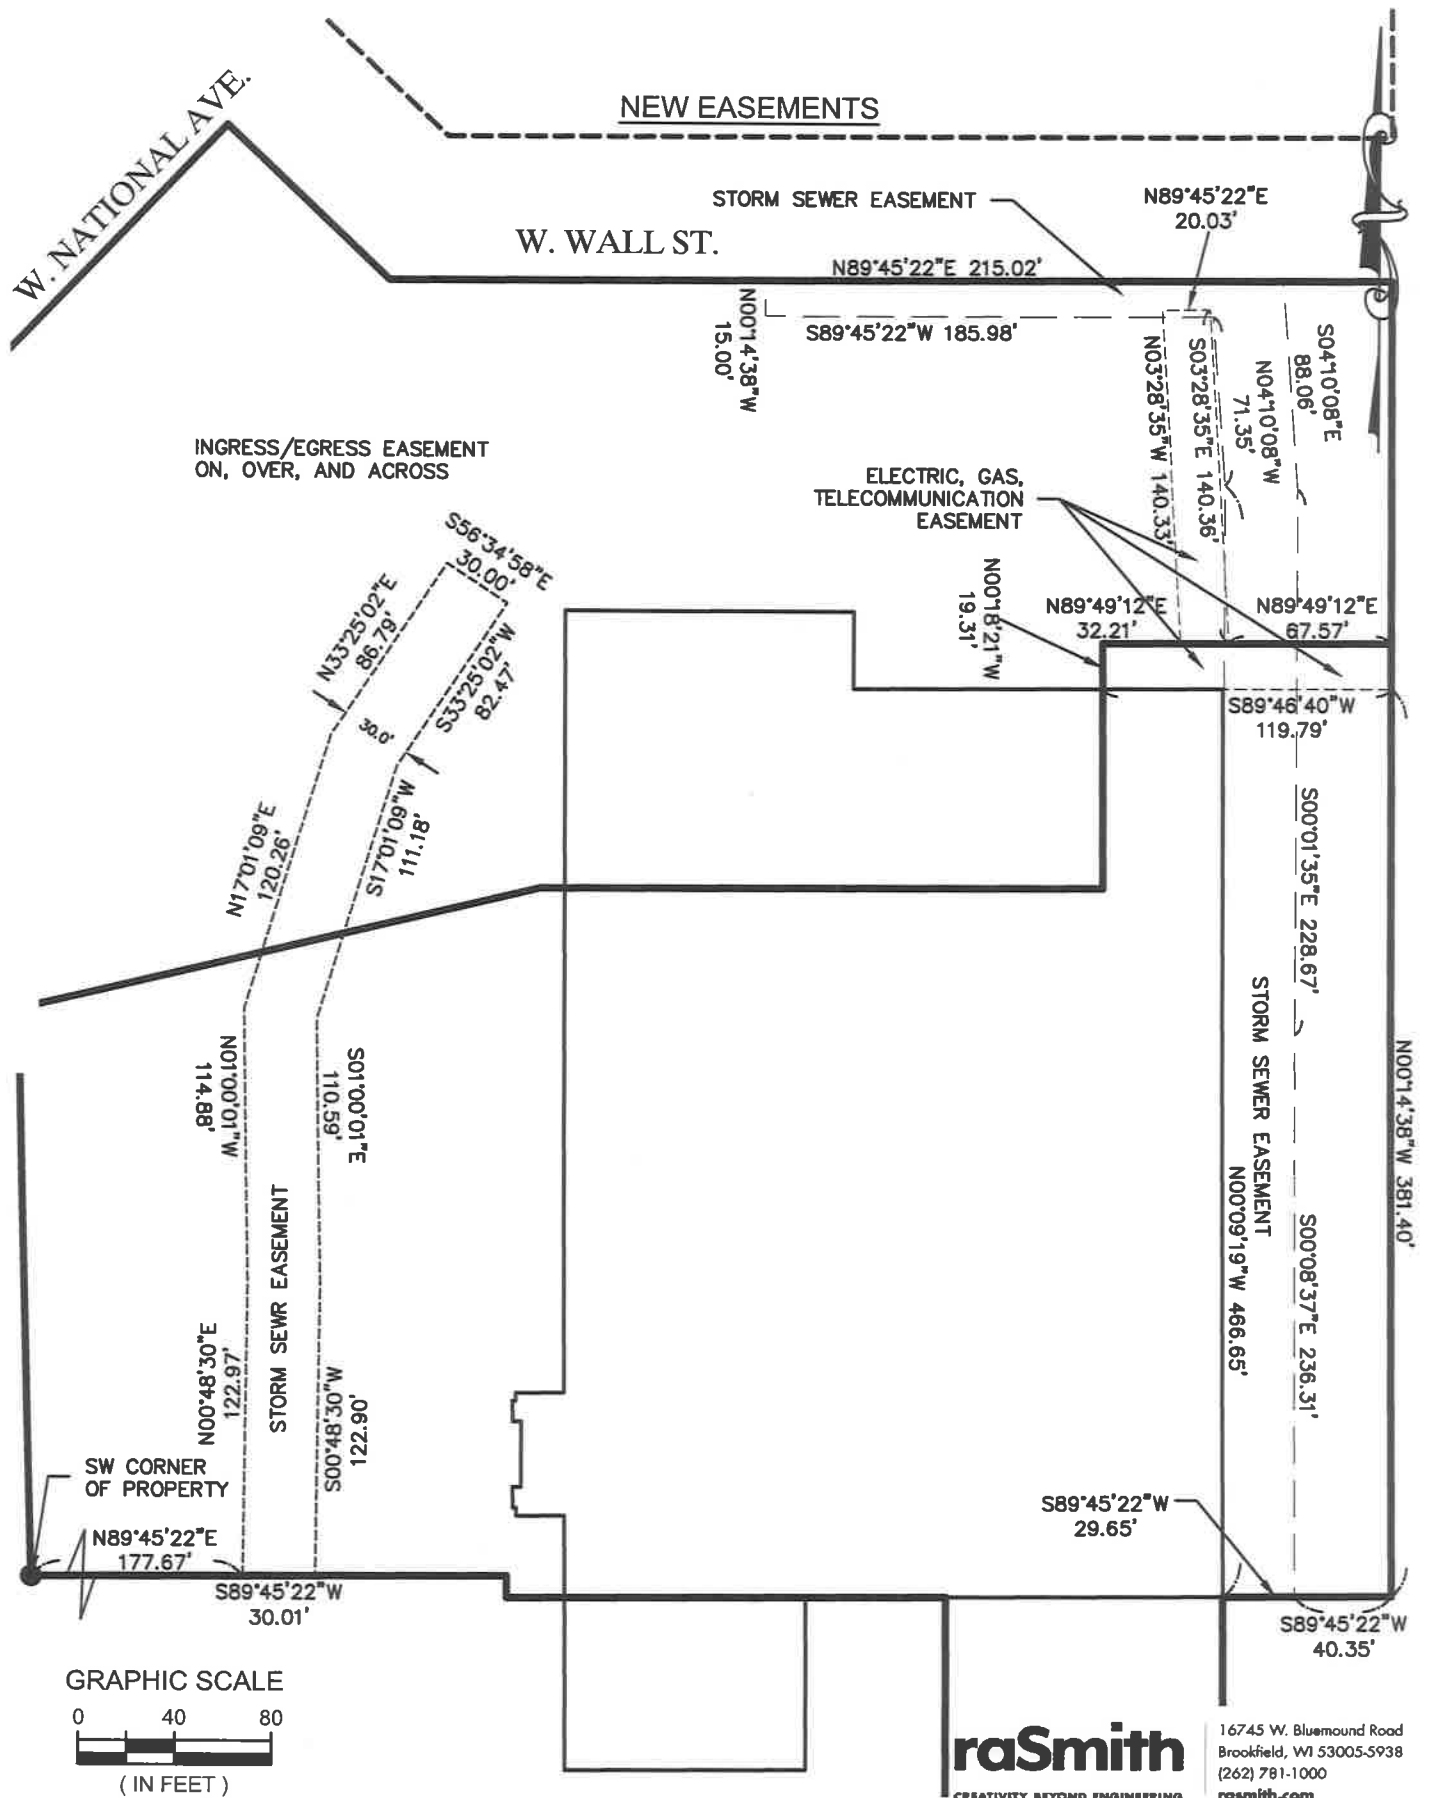 NEW EASEMENTS
W. NATIONAL AVE.
STORM SEWER EASEMENT
N89°45'22"E
20.03'
W. WALL ST.
N89°45'22"E 215.02'
N00°14'38"W
15.00'
S89°45'22"W 185.98'
N03°28'35"W 140.33'
S03°28'35"E 140.36'
N04°10'08"W
71.35'
S04°10'08"E
88.06'
INGRESS/EGRESS EASEMENT
ON, OVER, AND ACROSS
ELECTRIC, GAS,
TELECOMMUNICATION
EASEMENT
S56°34'58"E
30.00'
N33°25'02"E
86.79'
S33°25'02"W
82.47'
30.0'
N00°18'21"W
19.31'
N89°49'12"E
32.21'
N89°49'12"E
67.57'
S89°46'40"W
119.79'
N17°01'09"E
120.26'
S17°01'09"W
111.18'
S00°01'35"E 228.67'
STORM SEWER EASEMENT
N00°14'38"W 381.40'
N01°00'01"W
114.88'
S01°00'01"E
110.59'
N00°09'19"W 466.65'
S00°08'37"E 236.31'
STORM SEWR EASEMENT
N00°48'30"E
122.97'
S00°48'30"W
122.90'
SW CORNER
OF PROPERTY
N89°45'22"E
177.67'
S89°45'22"W
30.01'
S89°45'22"W
29.65'
S89°45'22"W
40.35'
GRAPHIC SCALE
0 40 80
( IN FEET )
raSmith
CREATIVITY BEYOND ENGINEERING
16745 W. Bluemound Road
Brookfield, WI 53005-5938
(262) 781-1000
rasmith.com